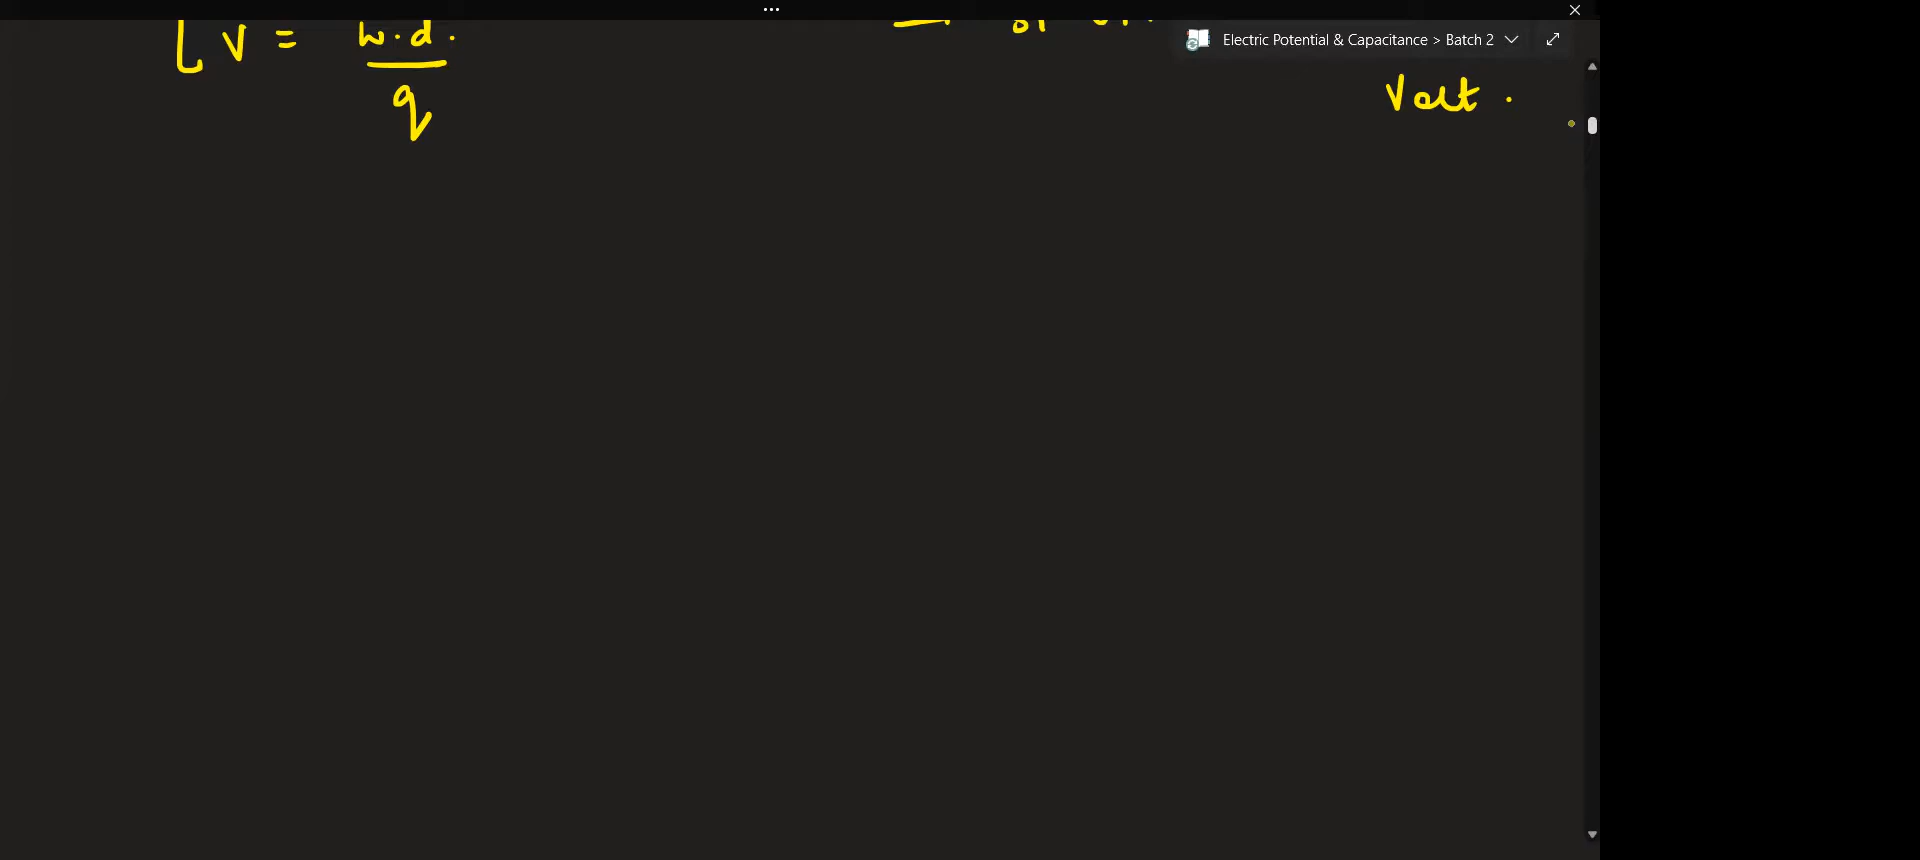 ...
Electric Potential & Capacitance > Batch 2
V = w.d.
q
Volt .